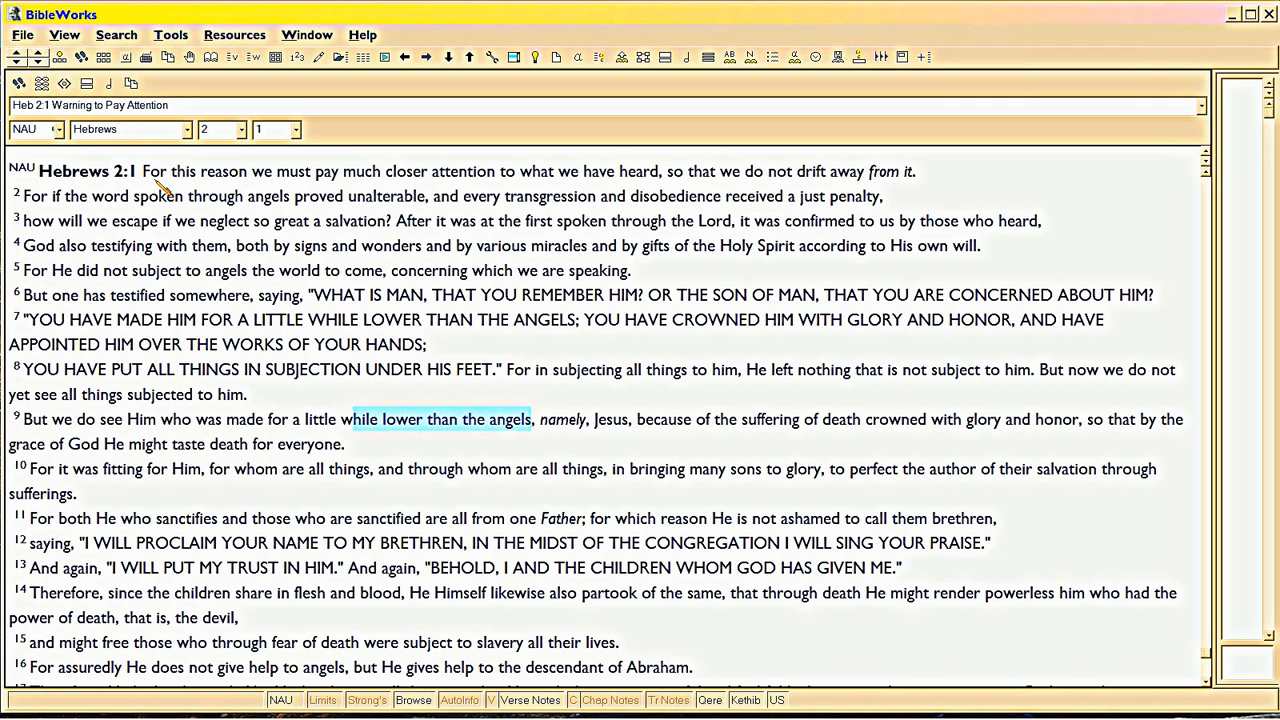 BibleWorks
File View Search Tools Resources Window Help
Heb 2:1 Warning to Pay Attention
NAU Hebrews 2 1
NAU Hebrews 2:1 For this reason we must pay much closer attention to what we have heard, so that we do not drift away from it.
2 For if the word spoken through angels proved unalterable, and every transgression and disobedience received a just penalty,
3 how will we escape if we neglect so great a salvation? After it was at the first spoken through the Lord, it was confirmed to us by those who heard,
4 God also testifying with them, both by signs and wonders and by various miracles and by gifts of the Holy Spirit according to His own will.
5 For He did not subject to angels the world to come, concerning which we are speaking.
6 But one has testified somewhere, saying, "WHAT IS MAN, THAT YOU REMEMBER HIM? OR THE SON OF MAN, THAT YOU ARE CONCERNED ABOUT HIM?
7 "YOU HAVE MADE HIM FOR A LITTLE WHILE LOWER THAN THE ANGELS; YOU HAVE CROWNED HIM WITH GLORY AND HONOR, AND HAVE
APPOINTED HIM OVER THE WORKS OF YOUR HANDS;
8 YOU HAVE PUT ALL THINGS IN SUBJECTION UNDER HIS FEET." For in subjecting all things to him, He left nothing that is not subject to him. But now we do not
yet see all things subjected to him.
9 But we do see Him who was made for a little while lower than the angels, namely, Jesus, because of the suffering of death crowned with glory and honor, so that by the
grace of God He might taste death for everyone.
10 For it was fitting for Him, for whom are all things, and through whom are all things, in bringing many sons to glory, to perfect the author of their salvation through
sufferings.
11 For both He who sanctifies and those who are sanctified are all from one Father; for which reason He is not ashamed to call them brethren,
12 saying, "I WILL PROCLAIM YOUR NAME TO MY BRETHREN, IN THE MIDST OF THE CONGREGATION I WILL SING YOUR PRAISE."
13 And again, "I WILL PUT MY TRUST IN HIM." And again, "BEHOLD, I AND THE CHILDREN WHOM GOD HAS GIVEN ME."
14 Therefore, since the children share in flesh and blood, He Himself likewise also partook of the same, that through death He might render powerless him who had the
power of death, that is, the devil,
15 and might free those who through fear of death were subject to slavery all their lives.
16 For assuredly He does not give help to angels, but He gives help to the descendant of Abraham.
NAU Limits Strong's Browse AutoInfo V Verse Notes C Chap Notes Tr Notes Qere Kethib US